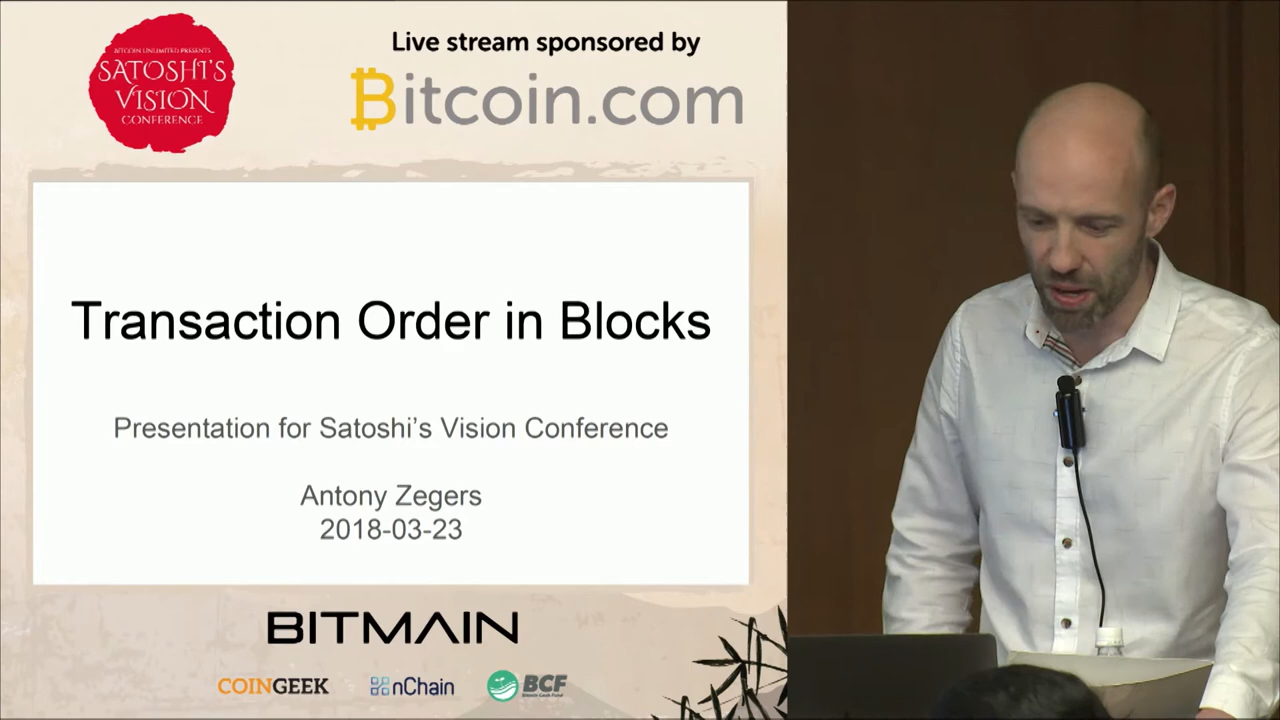 BITCOIN UNLIMITED PRESENTS
SATOSHI'S
VISION
CONFERENCE
Live stream sponsored by
Bitcoin.com
Transaction Order in Blocks
Presentation for Satoshi's Vision Conference
Antony Zegers
2018-03-23
BITMAIN
COINGEEK
nChain
BCF